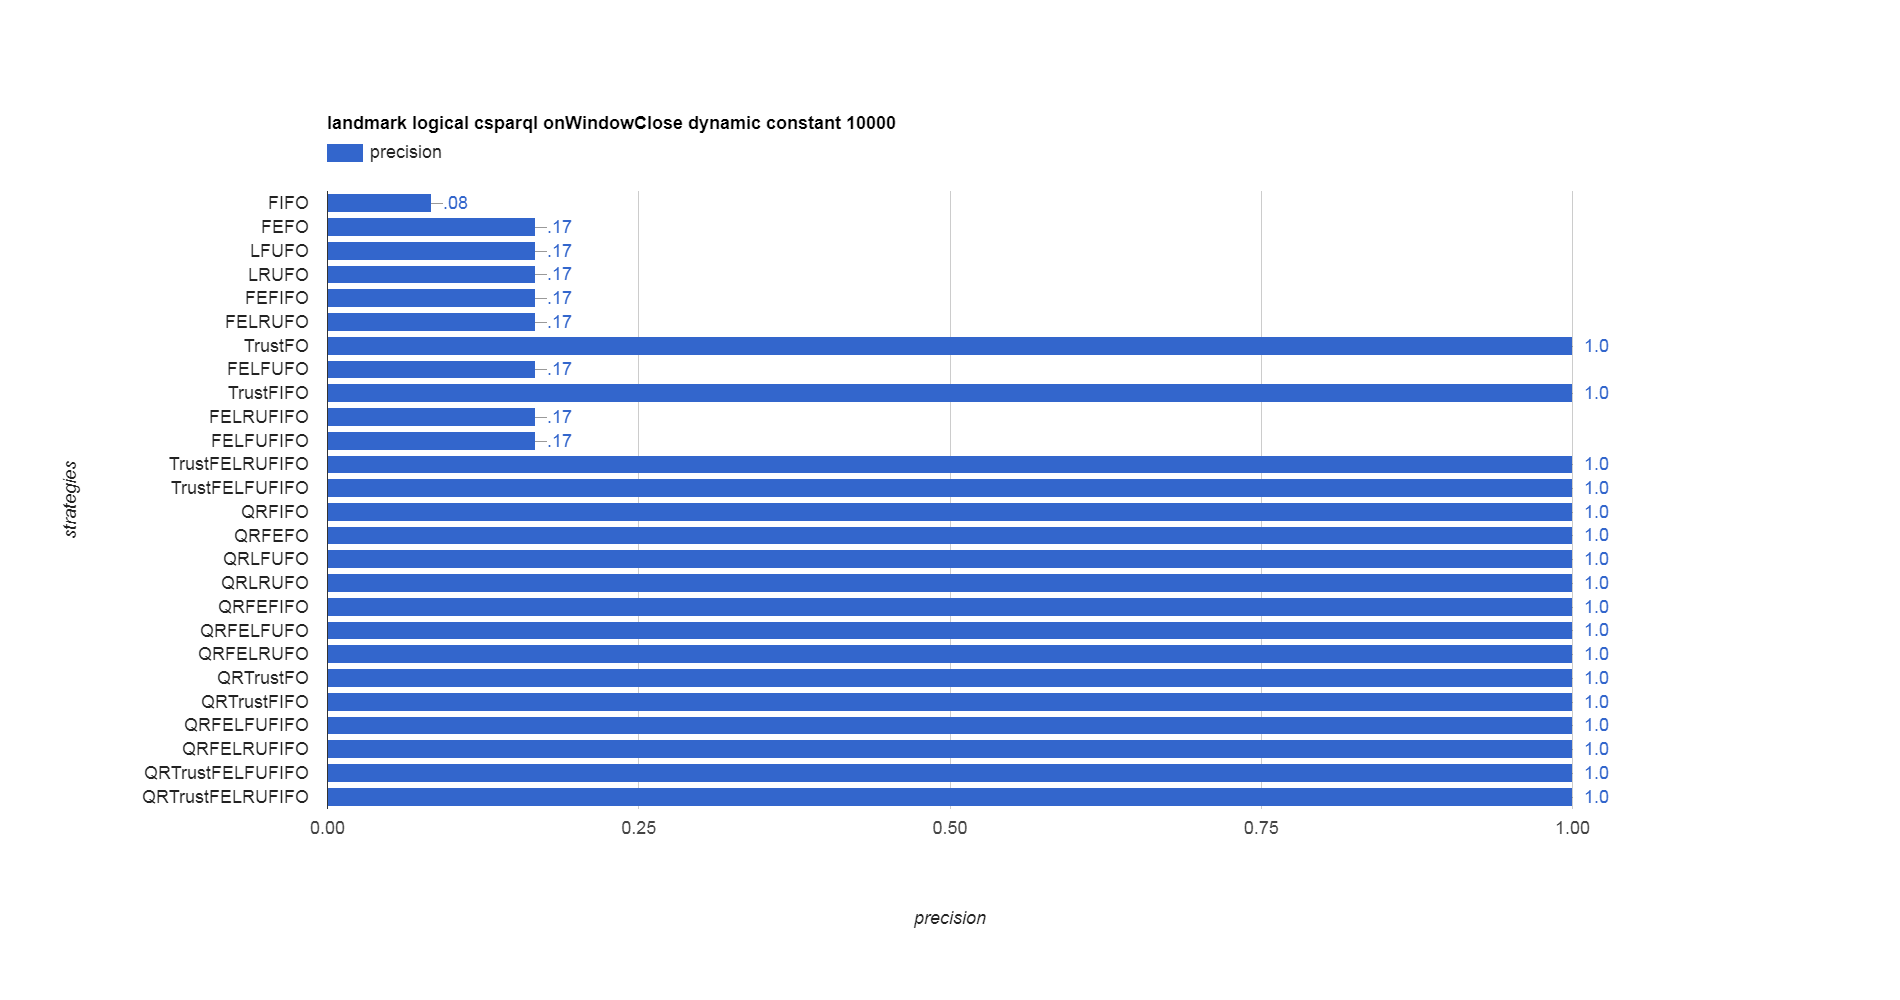 landmark logical csparql onWindowClose dynamic constant 10000
precision
FIFO .08
FEFO .17
LFUFO .17
LRUFO .17
FEFIFO .17
FELRUFO .17
TrustFO 1.0
FELFUFO .17
TrustFIFO 1.0
FELRUFIFO .17
FELFUFIFO .17
TrustFELRUFIFO 1.0
TrustFELFUFIFO 1.0
QRFIFO 1.0
QRFEFO 1.0
QRLFUFO 1.0
QRLRUFO 1.0
QRFEFIFO 1.0
QRFELFUFO 1.0
QRFELRUFO 1.0
QRTrustFO 1.0
QRTrustFIFO 1.0
QRFELFUFIFO 1.0
QRFELRUFIFO 1.0
QRTrustFELFUFIFO 1.0
QRTrustFELRUFIFO 1.0
0.00 0.25 0.50 0.75 1.00
precision
strategies